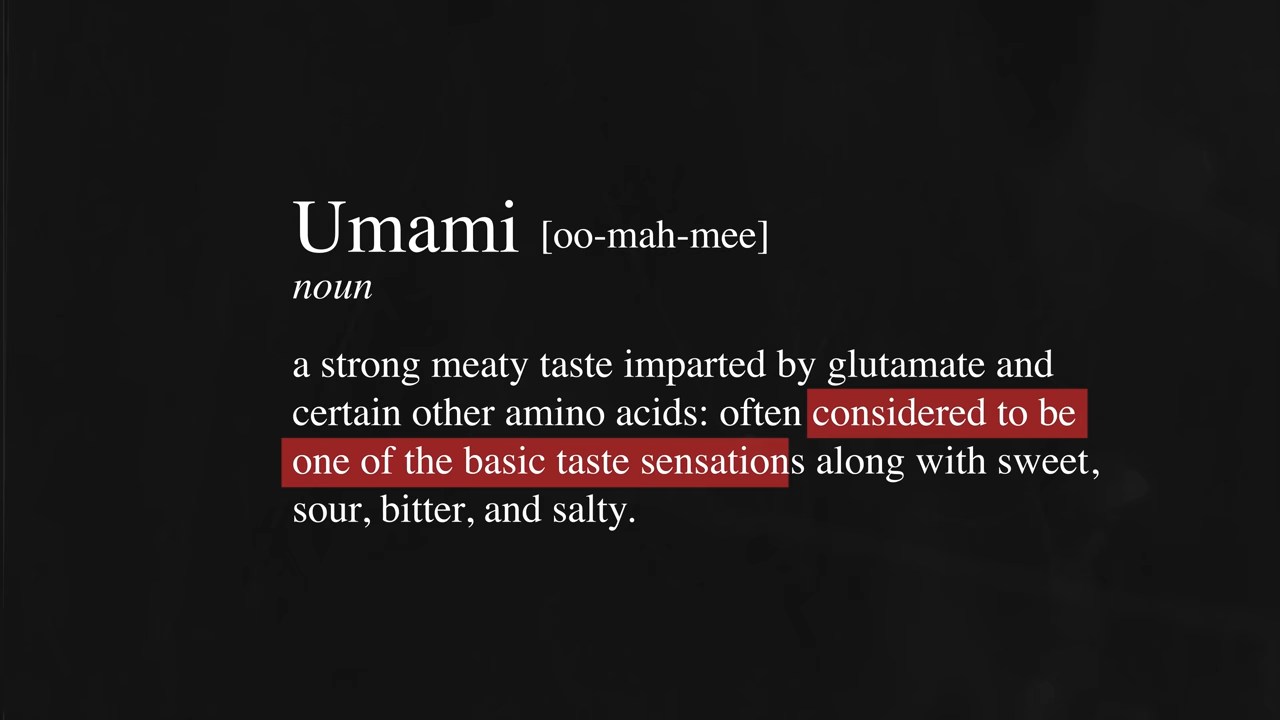 Umami [oo-mah-mee]
noun
a strong meaty taste imparted by glutamate and
certain other amino acids: often considered to be
one of the basic taste sensations along with sweet,
sour, bitter, and salty.